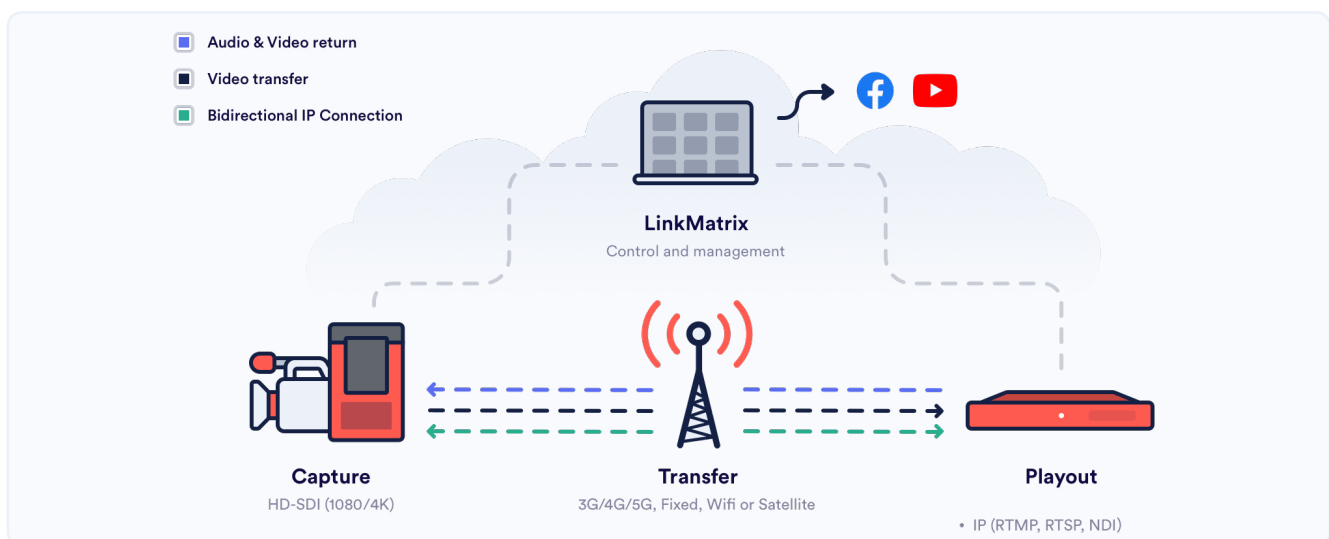 Audio & Video return
Video transfer
Bidirectional IP Connection
LinkMatrix
Control and management
Capture
HD-SDI (1080/4K)
Transfer
3G/4G/5G, Fixed, Wifi or Satellite
Playout
• IP (RTMP, RTSP, NDI)